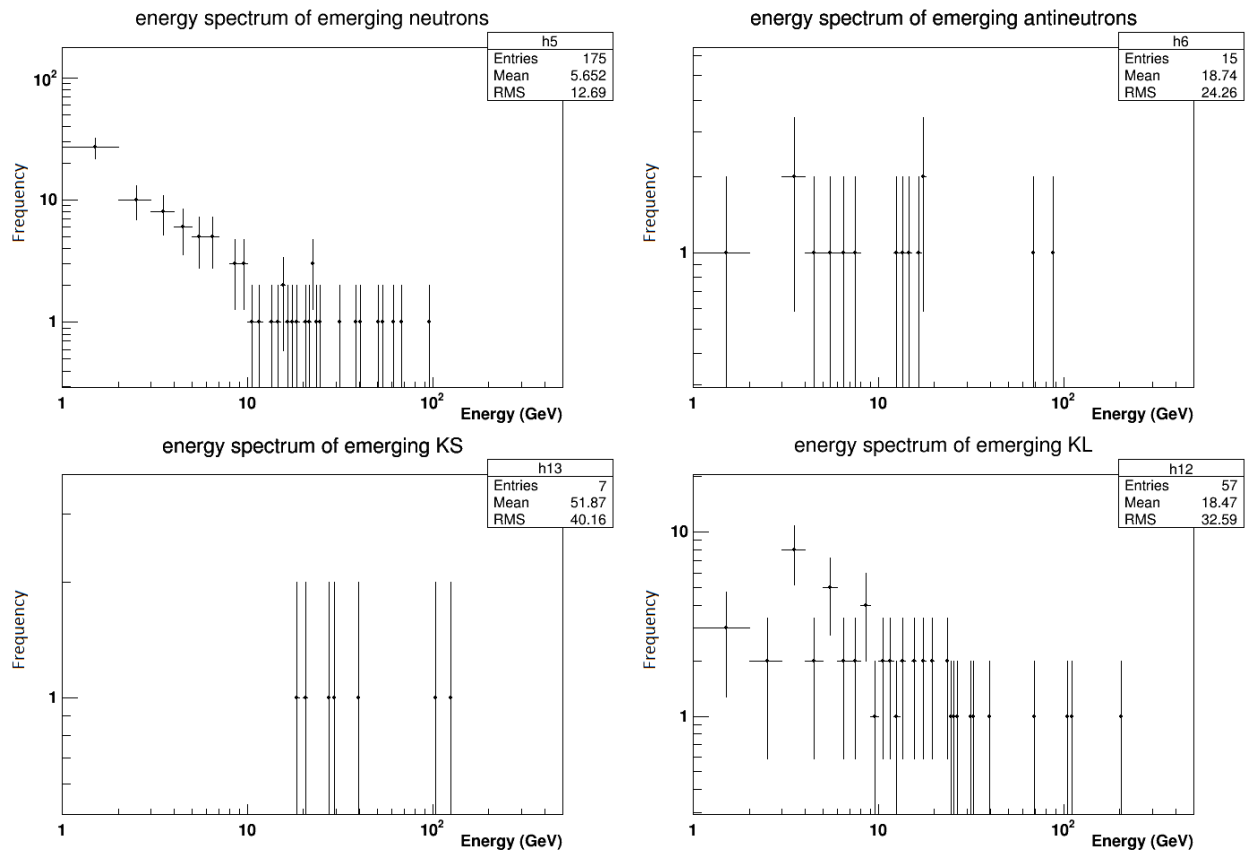 energy spectrum of emerging neutrons
h5
Entries 175
Mean 5.652
RMS 12.69
10²
10
1
Frequency
1 10 10²
Energy (GeV)
energy spectrum of emerging antineutrons
h6
Entries 15
Mean 18.74
RMS 24.26
1
Frequency
1 10 10²
Energy (GeV)
energy spectrum of emerging KS
h13
Entries 7
Mean 51.87
RMS 40.16
1
Frequency
1 10 10²
Energy (GeV)
energy spectrum of emerging KL
h12
Entries 57
Mean 18.47
RMS 32.59
10
1
Frequency
1 10 10²
Energy (GeV)